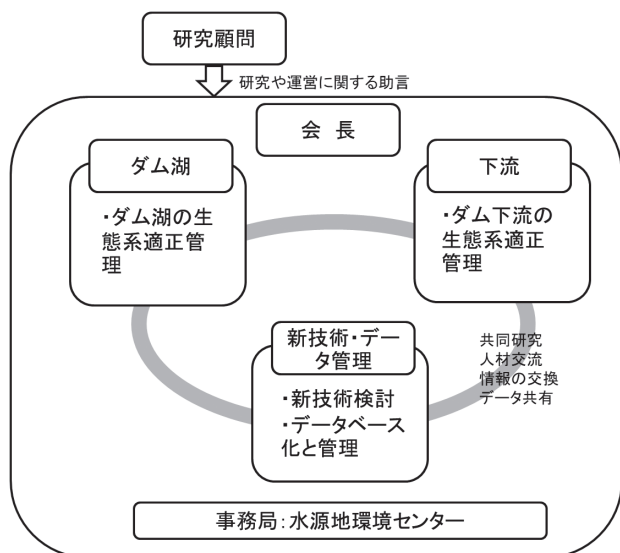 研究顧問
研究や運営に関する助言
会 長
ダム湖
・ダム湖の生
態系適正管
理
下流
・ダム下流の
生態系適正
管理
新技術・デー
タ管理
・新技術検討
・データベース
化と管理
共同研究
人材交流
情報の交換
データ共有
事務局：水源地環境センター